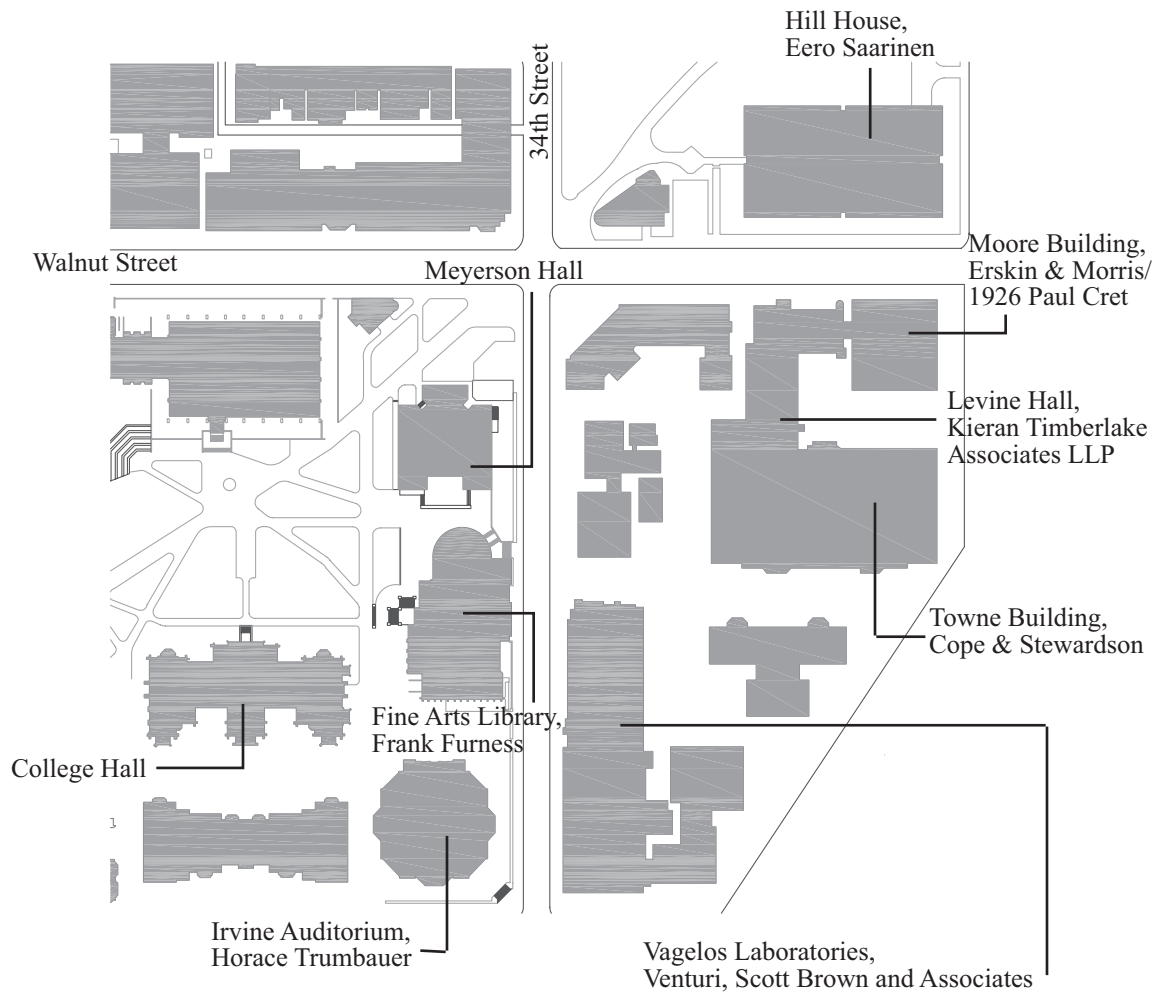 Hill House,
Eero Saarinen
34th Street
Walnut Street
Meyerson Hall
Moore Building,
Erskin & Morris/
1926 Paul Cret
Levine Hall,
Kieran Timberlake
Associates LLP
Towne Building,
Cope & Stewardson
Fine Arts Library,
Frank Furness
College Hall
Irvine Auditorium,
Horace Trumbauer
Vagelos Laboratories,
Venturi, Scott Brown and Associates